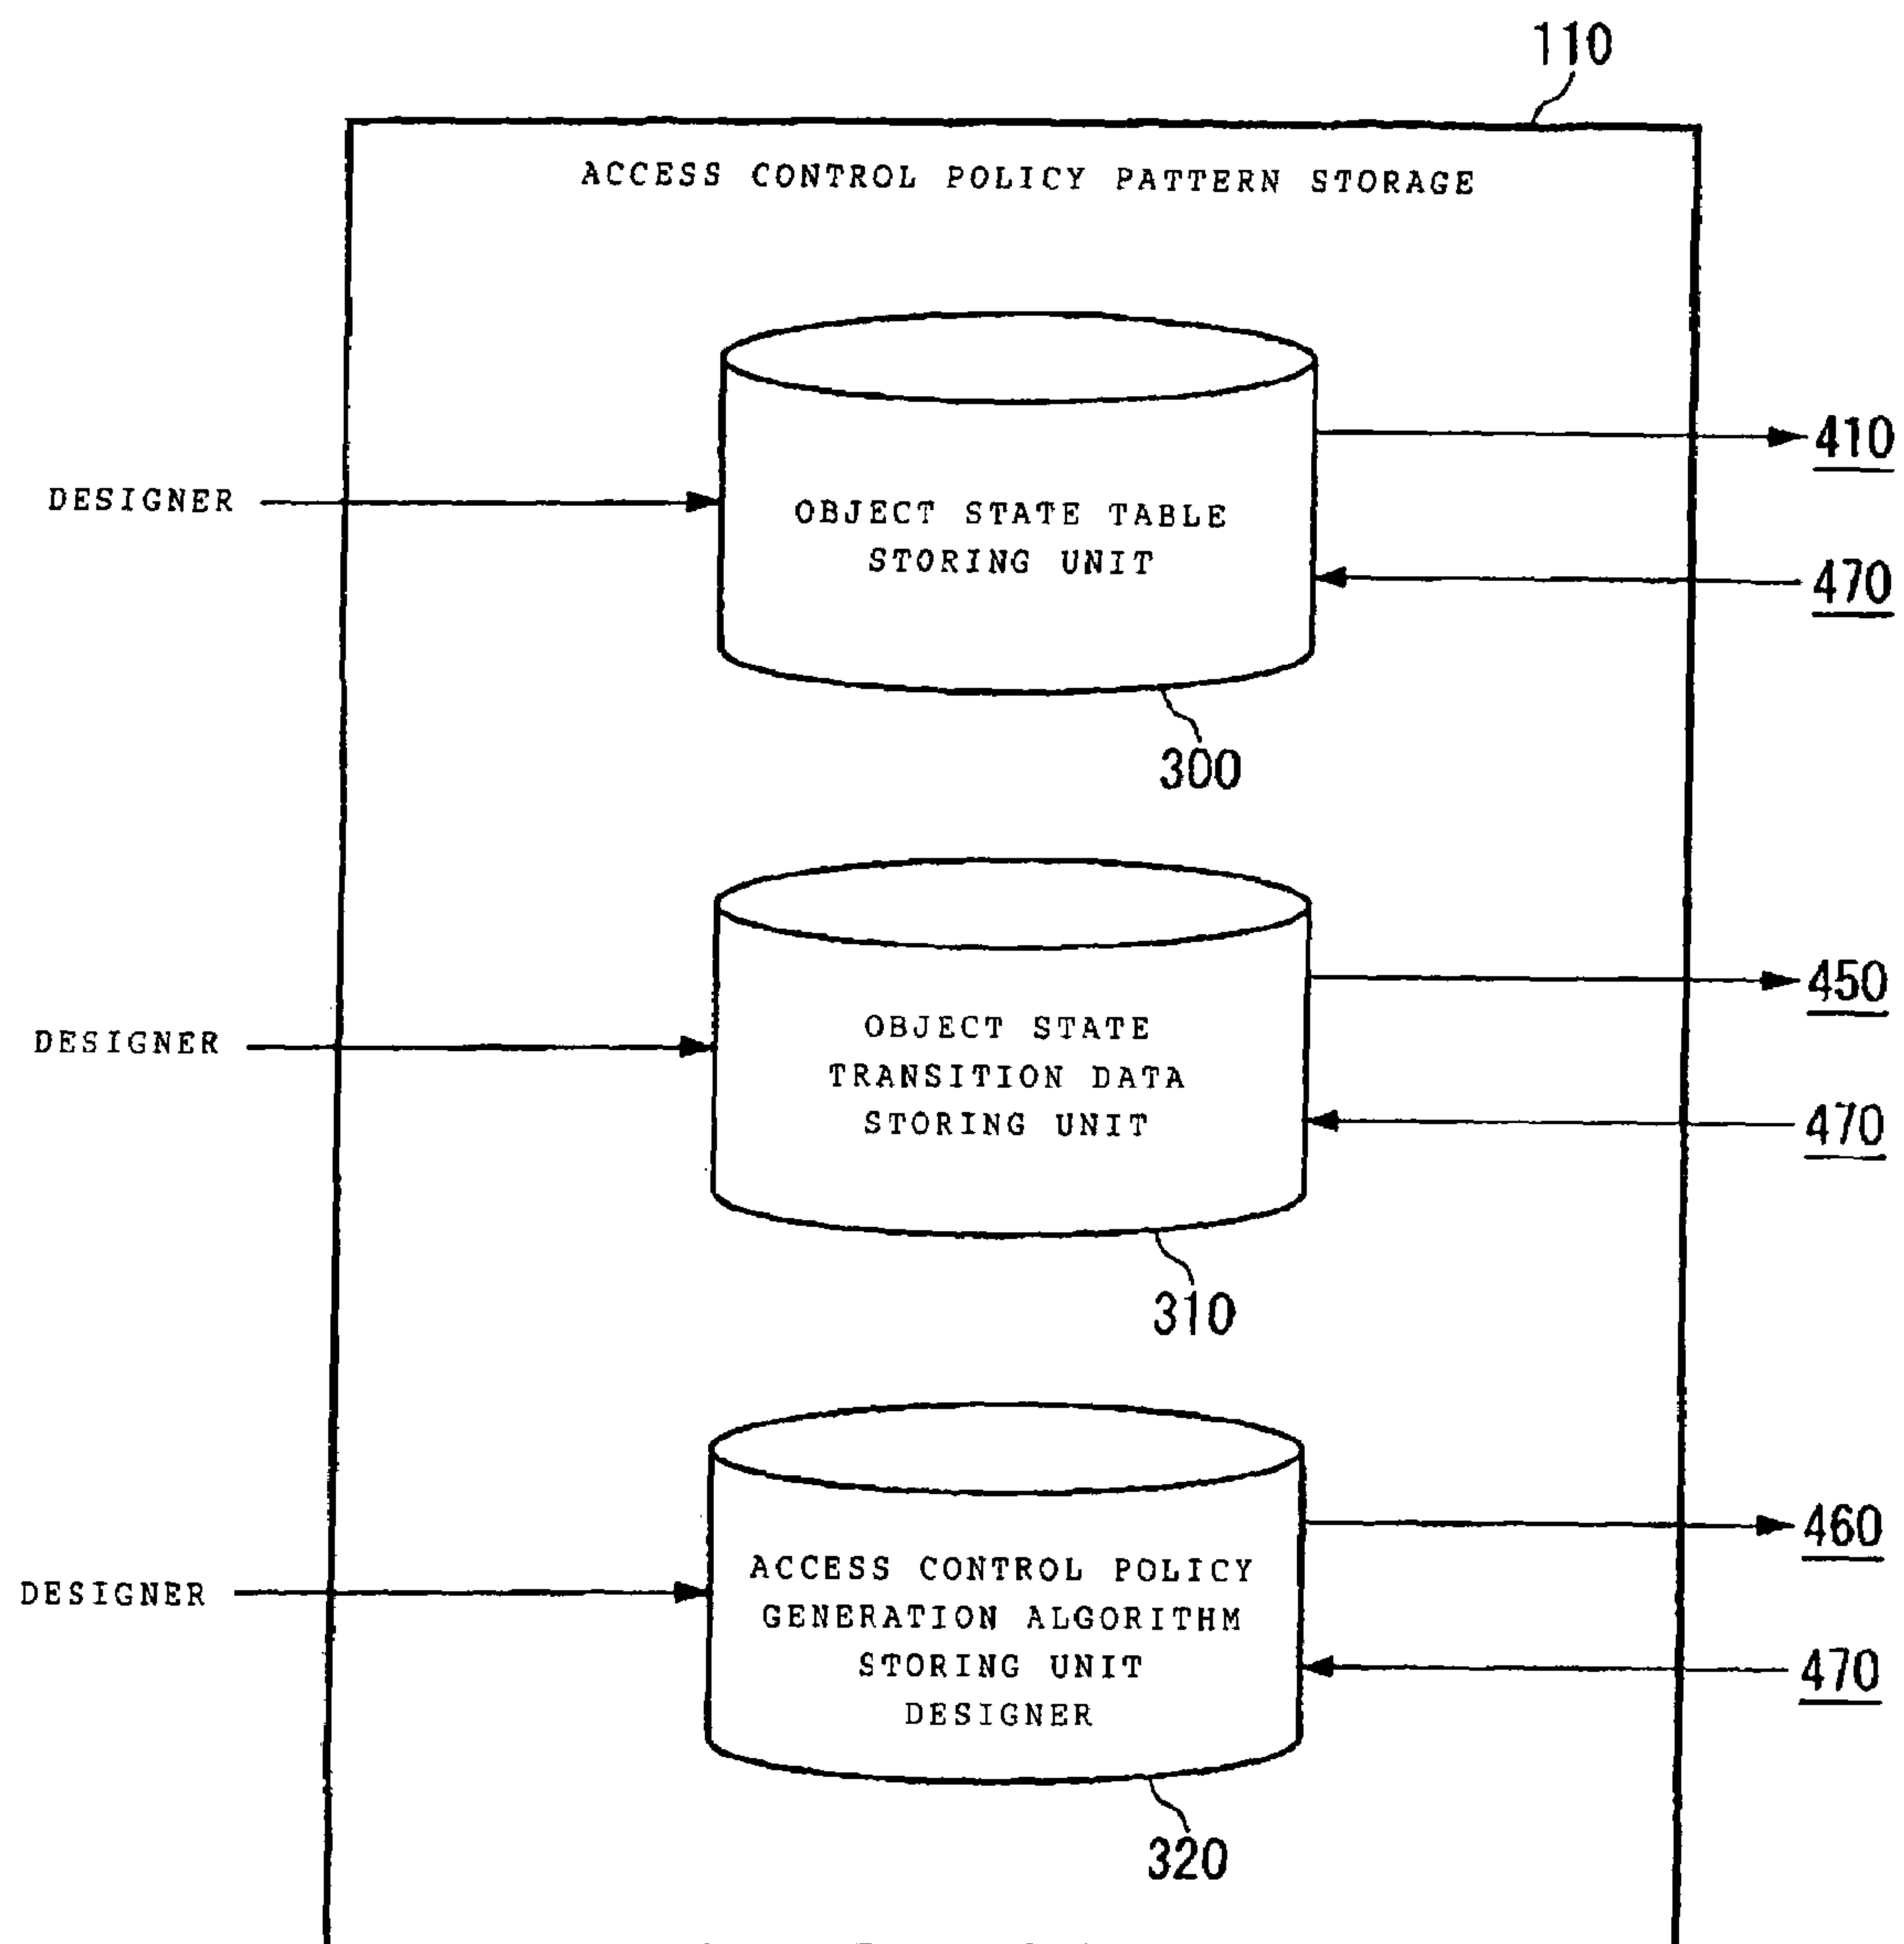 110
ACCESS CONTROL POLICY PATTERN STORAGE
410
DESIGNER
OBJECT STATE TABLE
STORING UNIT
470
300
450
DESIGNER
OBJECT STATE
TRANSITION DATA
STORING UNIT
470
310
460
DESIGNER
ACCESS CONTROL POLICY
GENERATION ALGORITHM
STORING UNIT
DESIGNER
470
320